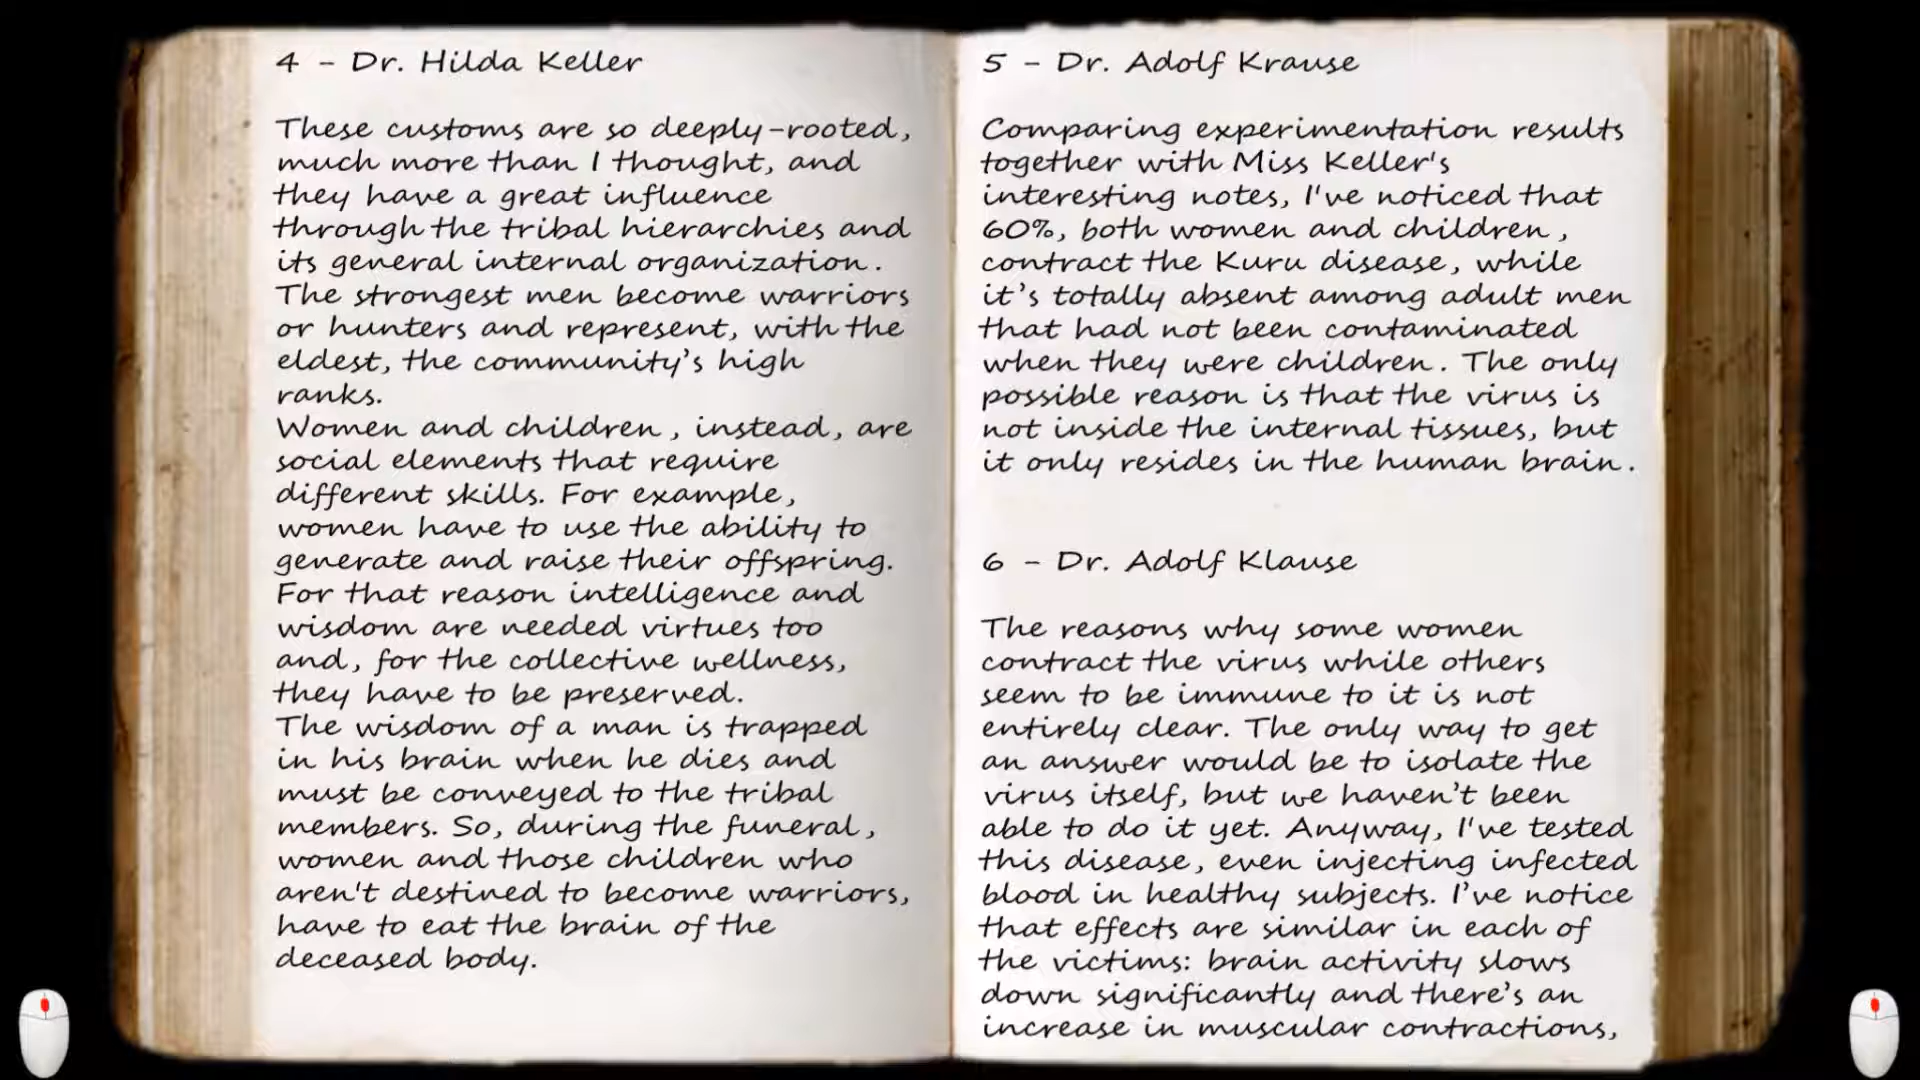 4 - Dr. Hilda Keller
These customs are so deeply-rooted,
much more than I thought, and
they have a great influence
through the tribal hierarchies and
its general internal organization.
The strongest men become warriors
or hunters and represent, with the
eldest, the community's high
ranks.
Women and children, instead, are
social elements that require
different skills. For example,
women have to use the ability to
generate and raise their offspring.
For that reason intelligence and
wisdom are needed virtues too
and, for the collective wellness,
they have to be preserved.
The wisdom of a man is trapped
in his brain when he dies and
must be conveyed to the tribal
members. So, during the funeral,
women and those children who
aren't destined to become warriors,
have to eat the brain of the
deceased body.
5 - Dr. Adolf Krause
Comparing experimentation results
together with Miss Keller's
interesting notes, I've noticed that
60%, both women and children,
contract the Kuru disease, while
it's totally absent among adult men
that had not been contaminated
when they were children. The only
possible reason is that the virus is
not inside the internal tissues, but
it only resides in the human brain.
6 - Dr. Adolf Klause
The reasons why some women
contract the virus while others
seem to be immune to it is not
entirely clear. The only way to get
an answer would be to isolate the
virus itself, but we haven't been
able to do it yet. Anyway, I've tested
this disease, even injecting infected
blood in healthy subjects. I've notice
that effects are similar in each of
the victims: brain activity slows
down significantly and there's an
increase in muscular contractions,